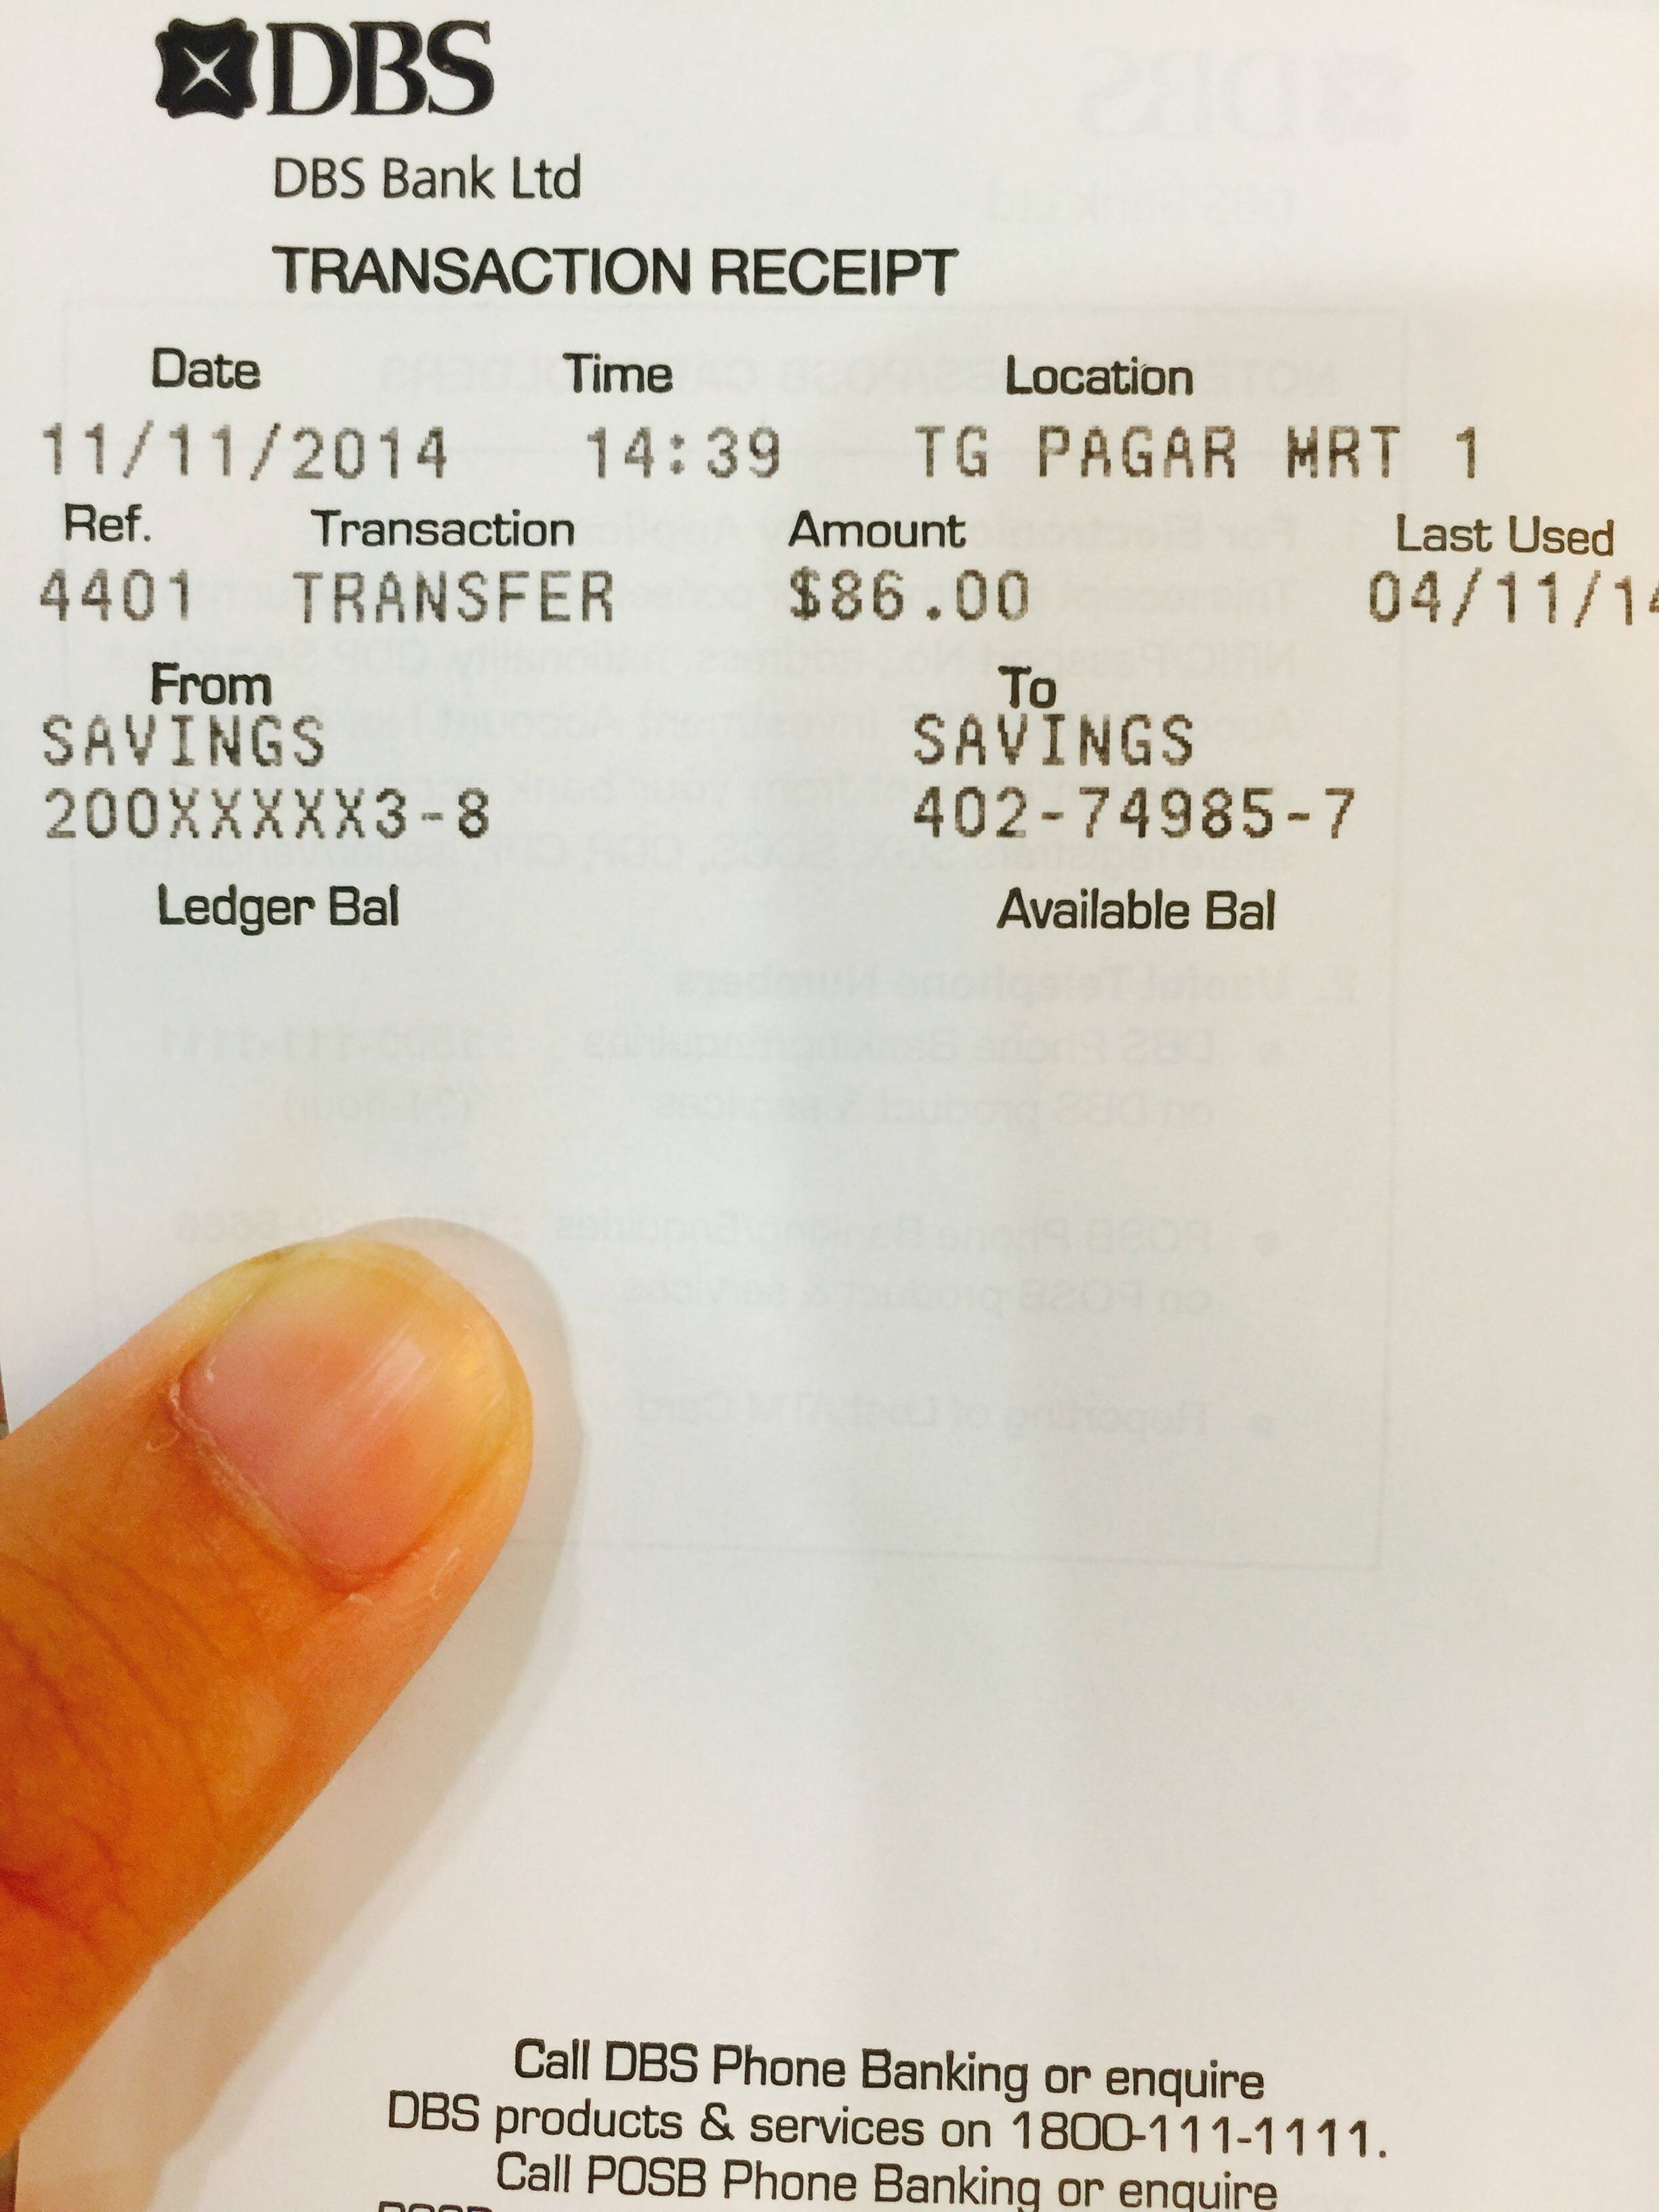 DBS
DBS Bank Ltd
TRANSACTION RECEIPT
Date Time Location
11/11/2014 14:39 TG PAGAR MRT 1
Ref. Transaction Amount Last Used
4401 TRANSFER $86.00 04/11/14
From To
SAVINGS SAVINGS
200XXXXX3-8 402-74985-7
Ledger Bal Available Bal
Call DBS Phone Banking or enquire
DBS products & services on 1800-111-1111.
Call POSB Phone Banking or enquire